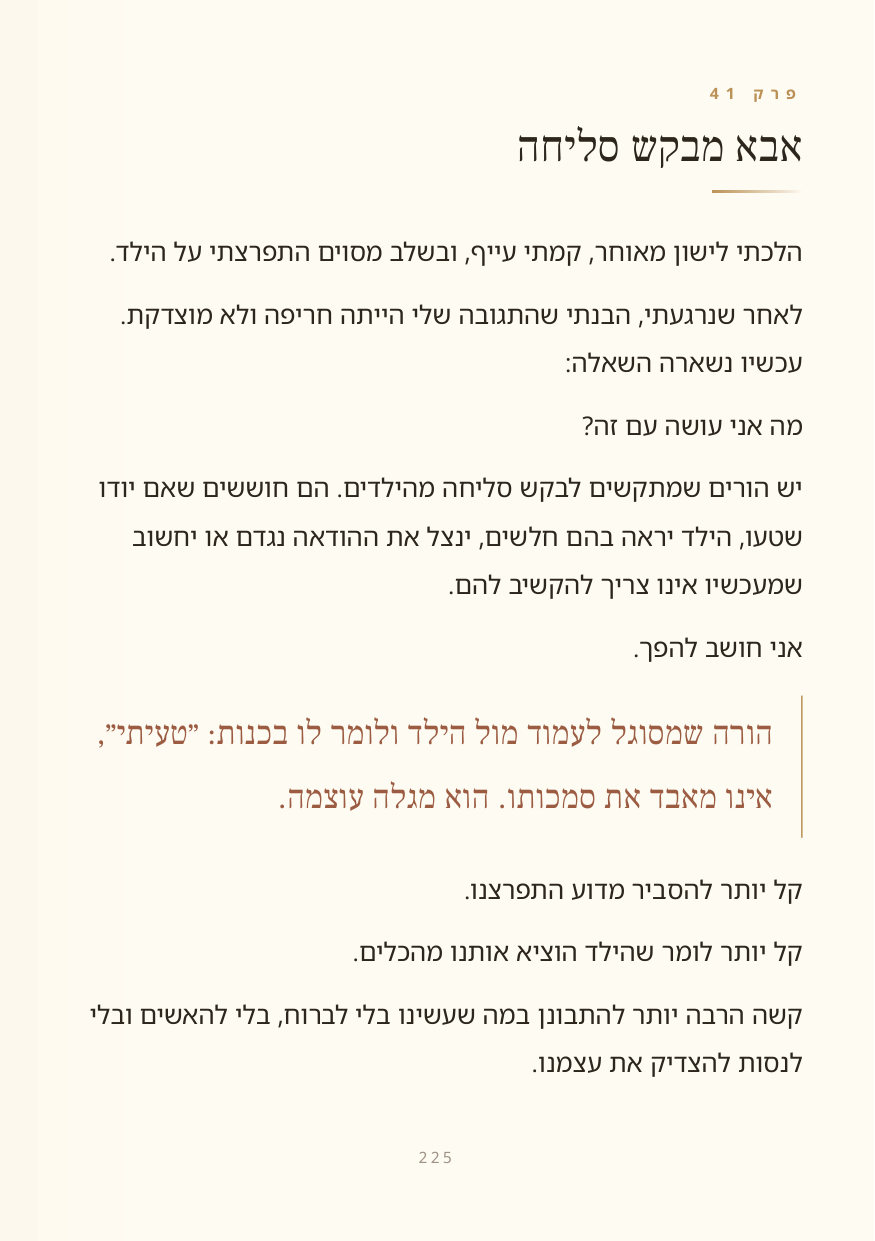 פרק 41
אבא מבקש סליחה
הלכתי לישון מאוחר, קמתי עייף, ובשלב מסוים התפרצתי על הילד.
לאחר שנרגעתי, הבנתי שהתגובה שלי הייתה חריפה ולא מוצדקת.
עכשיו נשארה השאלה:
מה אני עושה עם זה?
יש הורים שמתקשים לבקש סליחה מהילדים. הם חוששים שאם יודו
שטעו, הילד יראה בהם חלשים, ינצל את ההודאה נגדם או יחשוב
שמעכשיו אינו צריך להקשיב להם.
אני חושב להפך.
הורה שמסוגל לעמוד מול הילד ולומר לו בכנות: ”טעיתי”,
אינו מאבד את סמכותו. הוא מגלה עוצמה.
קל יותר להסביר מדוע התפרצנו.
קל יותר לומר שהילד הוציא אותנו מהכלים.
קשה הרבה יותר להתבונן במה שעשינו בלי לברוח, בלי להאשים ובלי
לנסות להצדיק את עצמנו.
225